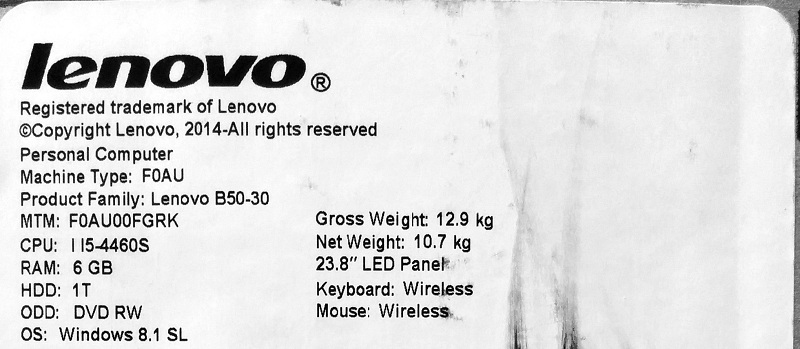 lenovo®
Registered trademark of Lenovo
©Copyright Lenovo, 2014-All rights reserved
Personal Computer
Machine Type: F0AU
Product Family: Lenovo B50-30
MTM: F0AU00FGRK
CPU: I I5-4460S
RAM: 6 GB
HDD: 1T
ODD: DVD RW
OS: Windows 8.1 SL
Gross Weight: 12.9 kg
Net Weight: 10.7 kg
23.8" LED Panel
Keyboard: Wireless
Mouse: Wireless